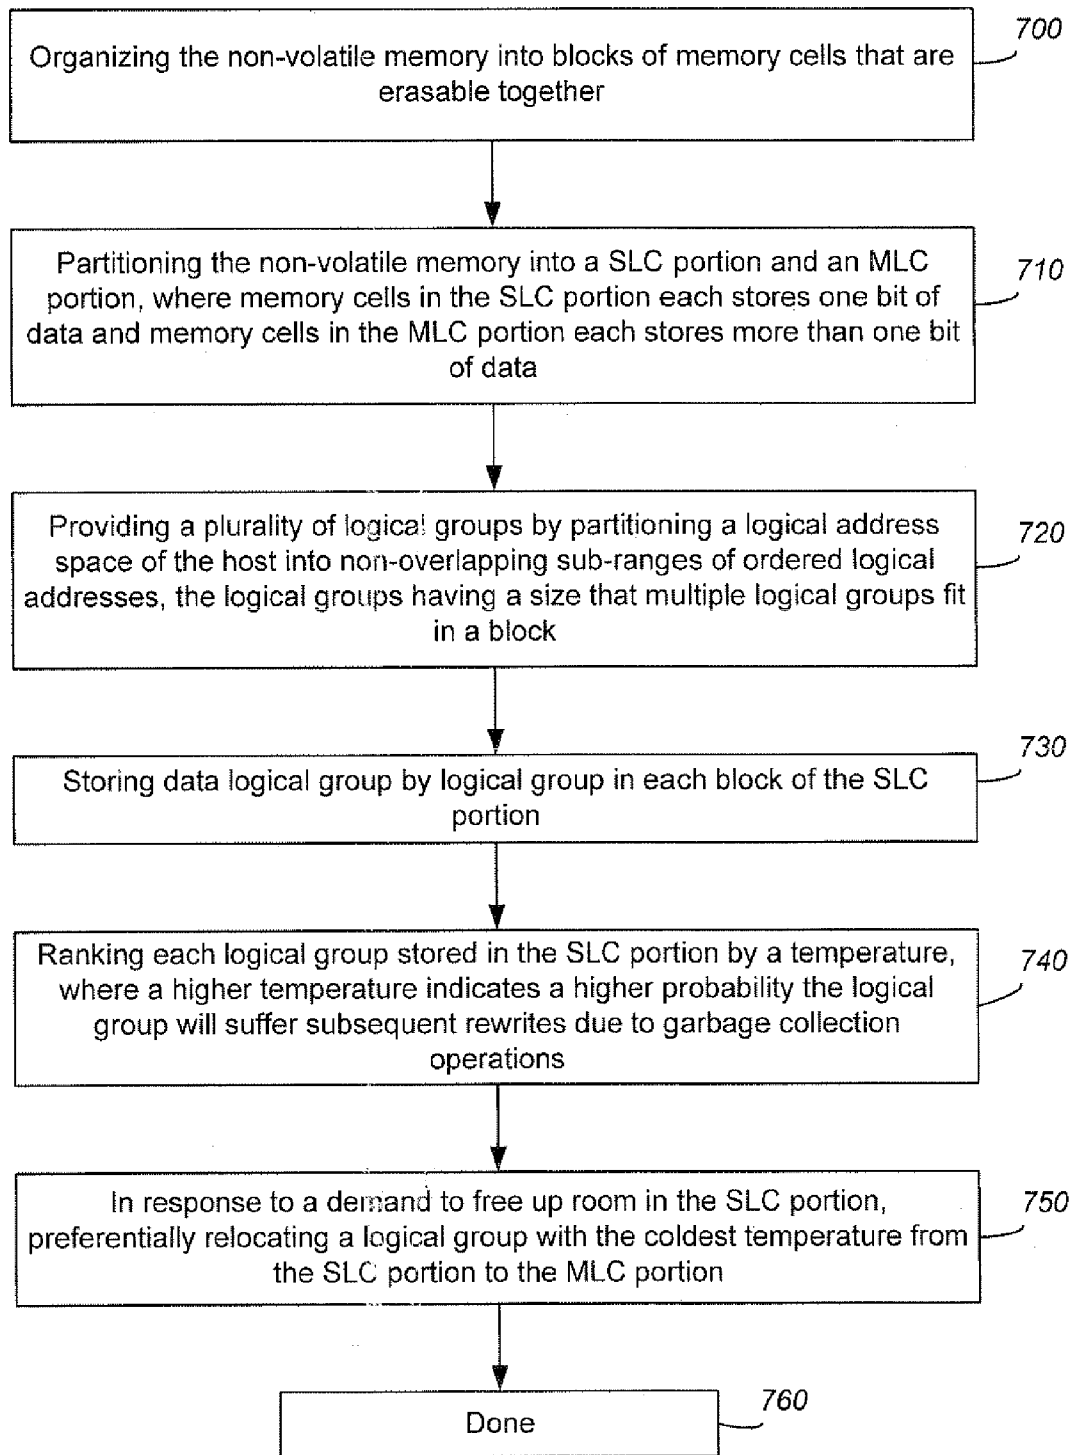 700
Organizing the non-volatile memory into blocks of memory cells that are
erasable together
Partitioning the non-volatile memory into a SLC portion and an MLC
portion, where memory cells in the SLC portion each stores one bit of
data and memory cells in the MLC portion each stores more than one bit
of data
710
Providing a plurality of logical groups by partitioning a logical address
space of the host into non-overlapping sub-ranges of ordered logical
addresses, the logical groups having a size that multiple logical groups fit
in a block
720
730
Storing data logical group by logical group in each block of the SLC
portion
Ranking each logical group stored in the SLC portion by a temperature,
where a higher temperature indicates a higher probability the logical
group will suffer subsequent rewrites due to garbage collection
operations
740
In response to a demand to free up room in the SLC portion,
preferentially relocating a logical group with the coldest temperature from
the SLC portion to the MLC portion
750
760
Done